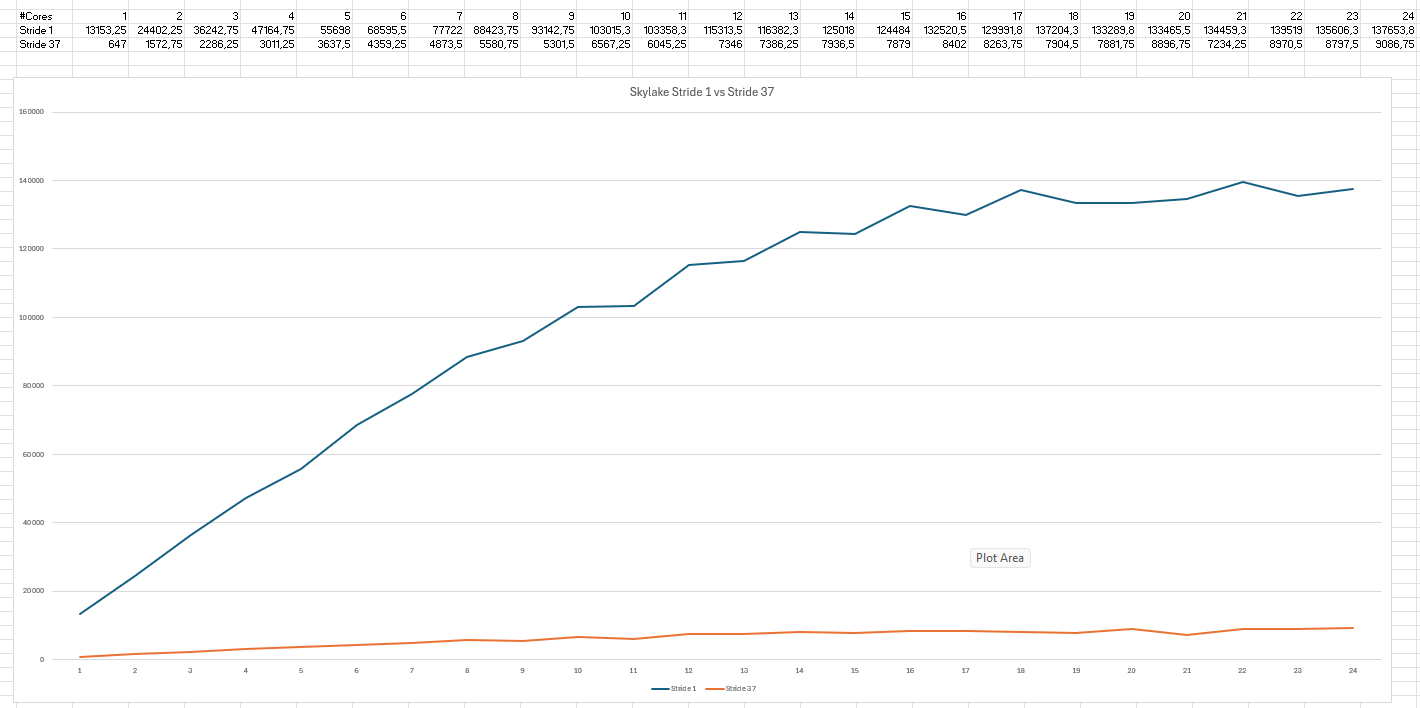 #Cores 1 2 3 4 5 6 7 8 9 10 11 12 13 14 15 16 17 18 19 20 21 22 23 24
Stride 1 13153,25 24402,25 36242,75 47164,75 55698 68595,5 77722 88423,75 93142,75 103015,3 103358,3 115313,5 116382,3 125018 124484 132520,5 129991,8 137204,3 133289,8 133465,5 134459,3 139519 135606,3 137653,8
Stride 37 647 1572,75 2286,25 3011,25 3637,5 4359,25 4873,5 5580,75 5301,5 6567,25 6045,25 7346 7386,25 7936,5 7879 8402 8263,75 7904,5 7881,75 8896,75 7234,25 8970,5 8797,5 9086,75
Skylake Stride 1 vs Stride 37
160000
140000
120000
100000
80000
60000
40000
Plot Area
20000
0
1 2 3 4 5 6 7 8 9 10 11 12 13 14 15 16 17 18 19 20 21 22 23 24
Stride 1 Stride 37